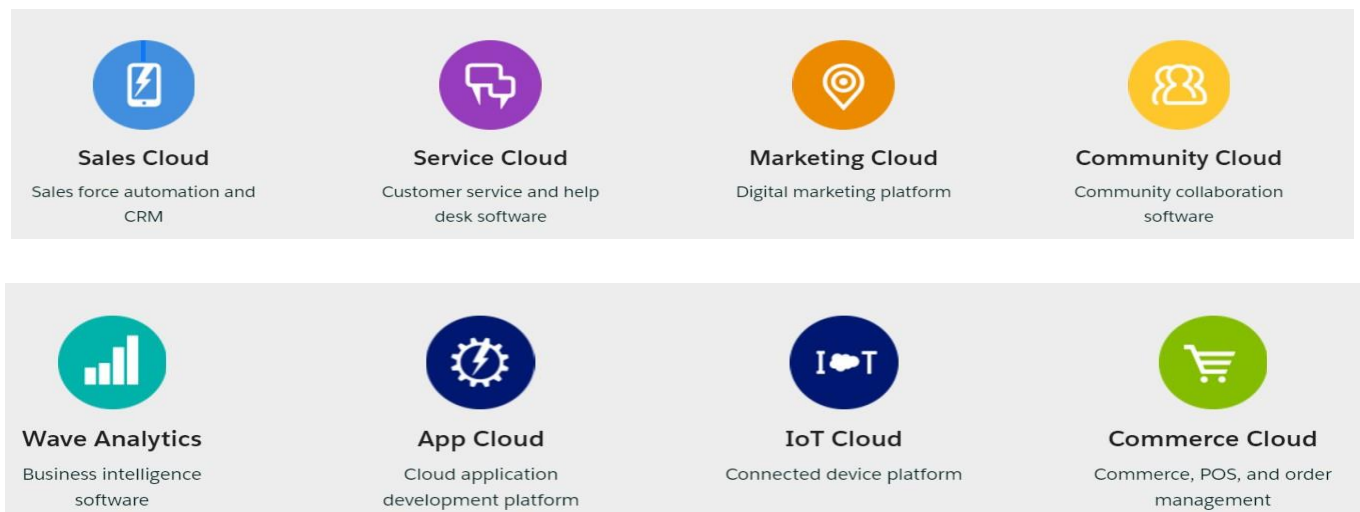 Sales Cloud
Sales force automation and
CRM
Service Cloud
Customer service and help
desk software
Marketing Cloud
Digital marketing platform
Community Cloud
Community collaboration
software
Wave Analytics
Business intelligence
software
App Cloud
Cloud application
development platform
IoT
IoT Cloud
Connected device platform
Commerce Cloud
Commerce, POS, and order
management